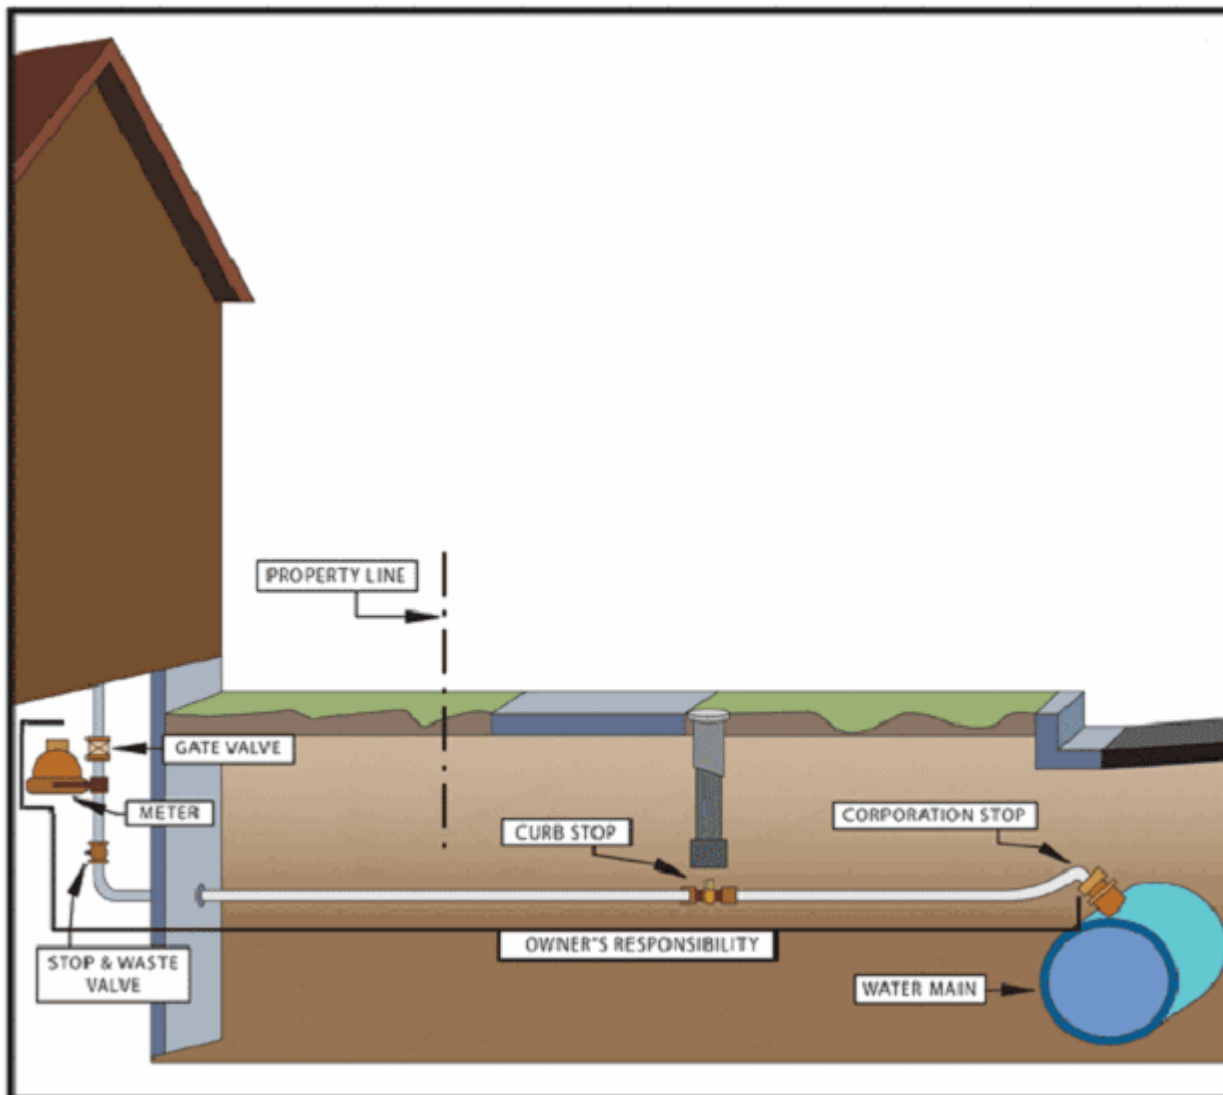 PROPERTY LINE
GATE VALVE
METER
CORPORATION STOP
CURB STOP
OWNER'S RESPONSIBILITY
STOP & WASTE
VALVE
WATER MAIN